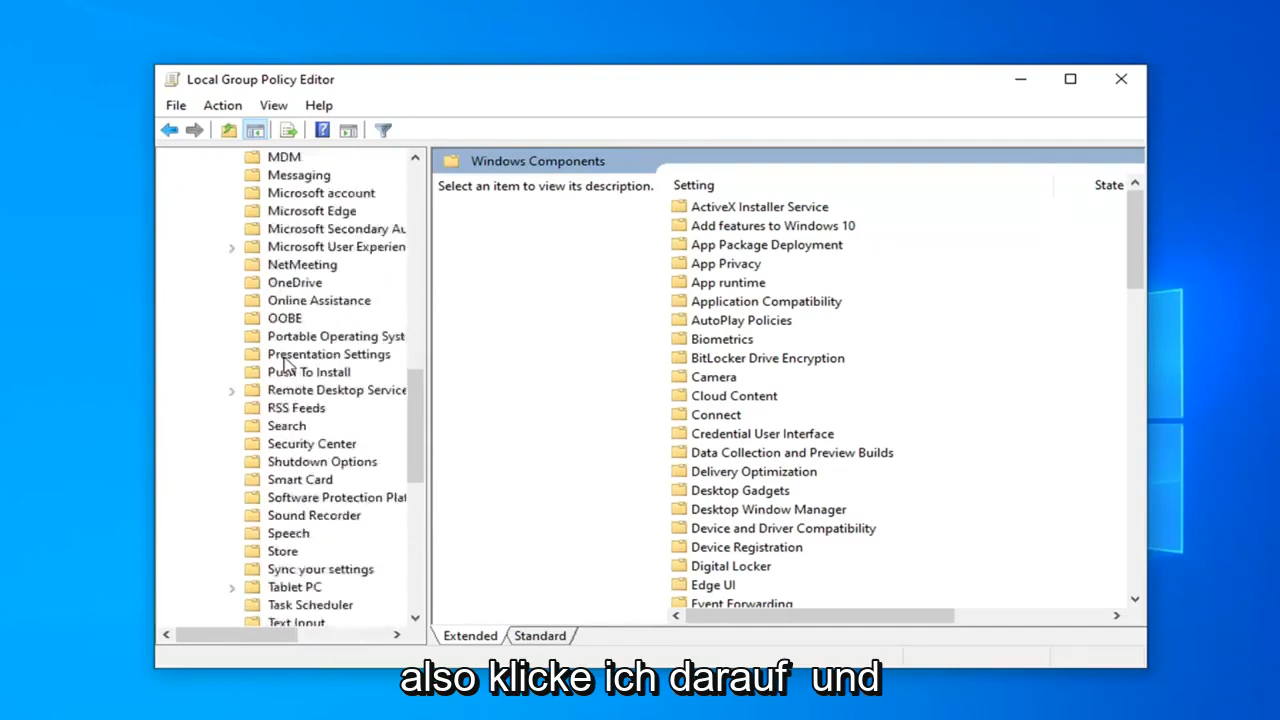 Local Group Policy Editor
File Action View Help
MDM
Messaging
Microsoft account
Microsoft Edge
Microsoft Secondary Au
Microsoft User Experien
NetMeeting
OneDrive
Online Assistance
OOBE
Portable Operating Syst
Presentation Settings
Push To Install
Remote Desktop Service
RSS Feeds
Search
Security Center
Shutdown Options
Smart Card
Software Protection Plat
Sound Recorder
Speech
Store
Sync your settings
Tablet PC
Task Scheduler
Text Input
Windows Components
Select an item to view its description.
Setting State
ActiveX Installer Service
Add features to Windows 10
App Package Deployment
App Privacy
App runtime
Application Compatibility
AutoPlay Policies
Biometrics
BitLocker Drive Encryption
Camera
Cloud Content
Connect
Credential User Interface
Data Collection and Preview Builds
Delivery Optimization
Desktop Gadgets
Desktop Window Manager
Device and Driver Compatibility
Device Registration
Digital Locker
Edge UI
Event Forwarding
Extended Standard
also klicke ich darauf und